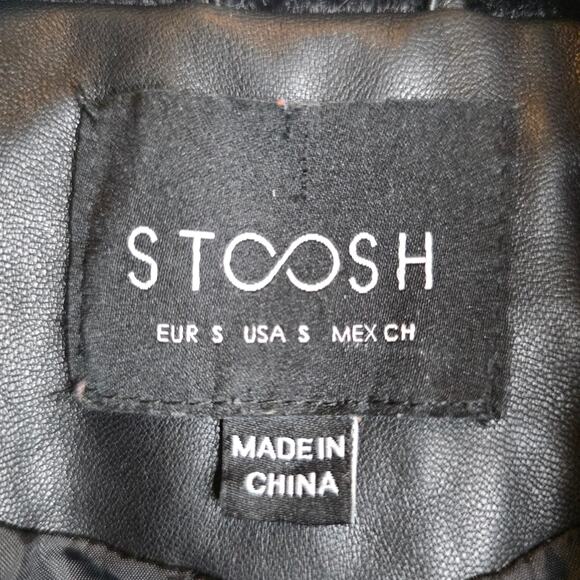 STOOSH
EUR S USA S MEX CH
MADE IN
CHINA